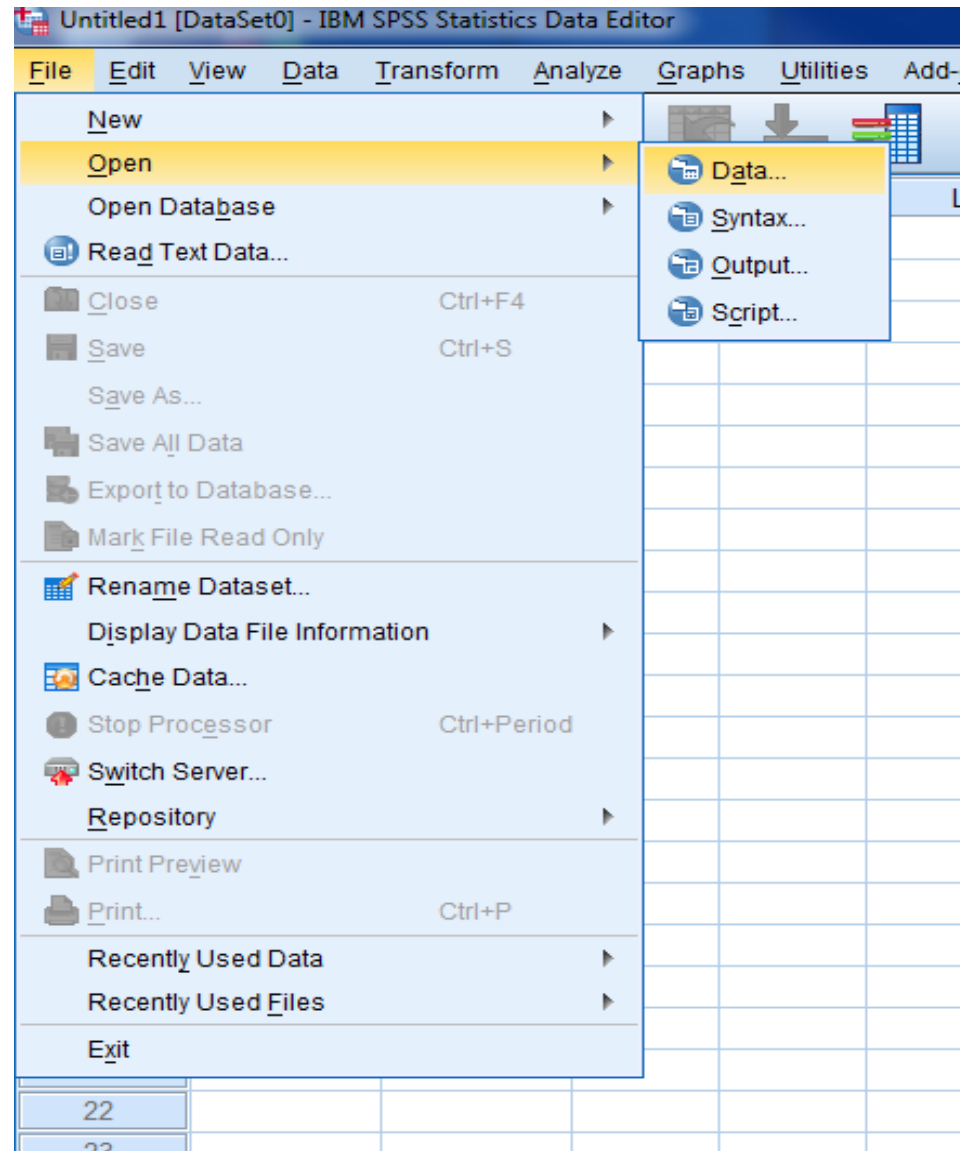 Untitled1 [DataSet0] - IBM SPSS Statistics Data Editor
File Edit View Data Transform Analyze Graphs Utilities Add-
New
Open
Data...
Open Database
L
Syntax...
Read Text Data...
Output...
Close Ctrl+F4
Script...
Save Ctrl+S
Save As...
Save All Data
Export to Database...
Mark File Read Only
Rename Dataset...
Display Data File Information
Cache Data...
Stop Processor Ctrl+Period
Switch Server...
Repository
Print Preview
Print... Ctrl+P
Recently Used Data
Recently Used Files
Exit
22
23